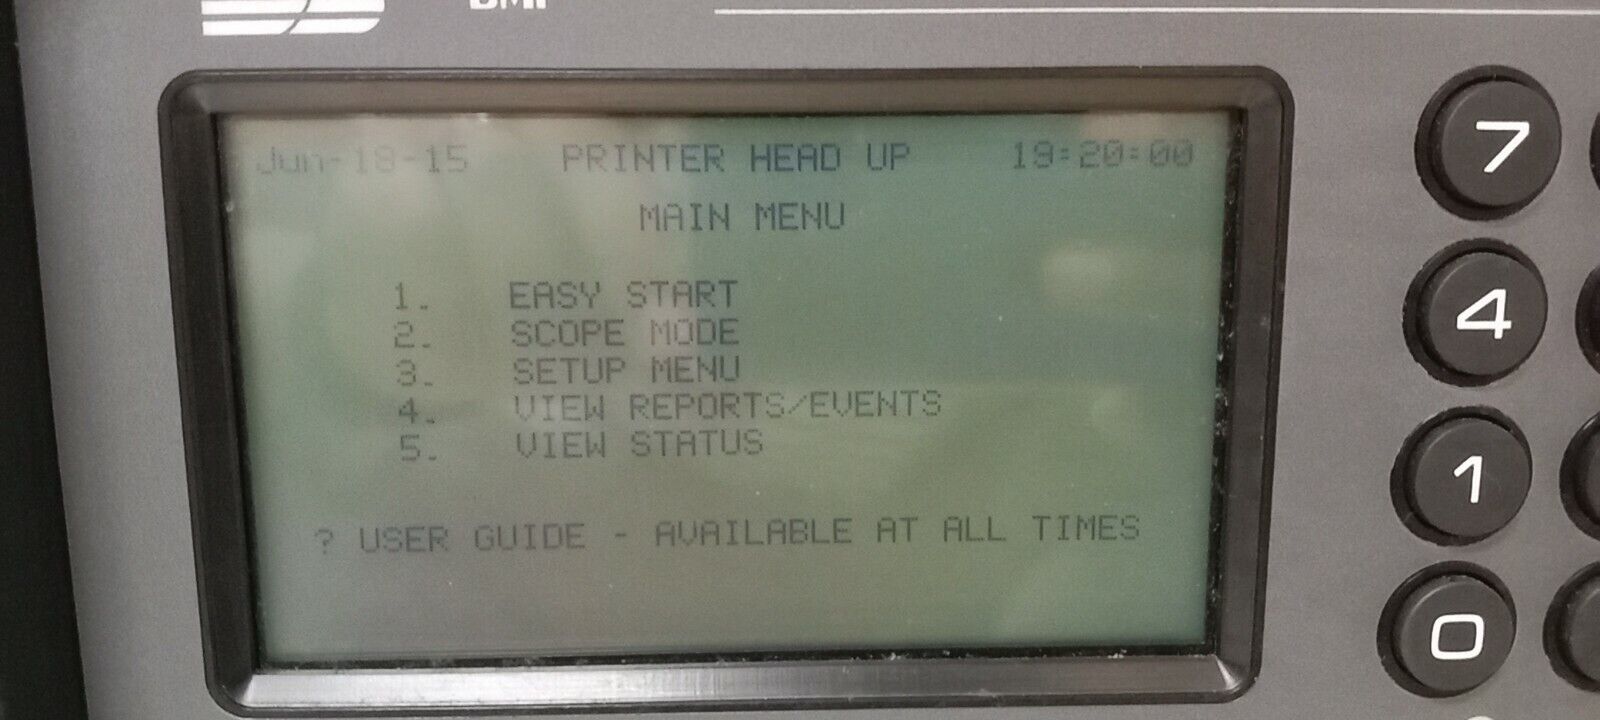 BMI
Jun-18-15 PRINTER HEAD UP 19:20:00
MAIN MENU
1. EASY START
2. SCOPE MODE
3. SETUP MENU
4. VIEW REPORTS/EVENTS
5. VIEW STATUS
? USER GUIDE - AVAILABLE AT ALL TIMES
7
4
1
0